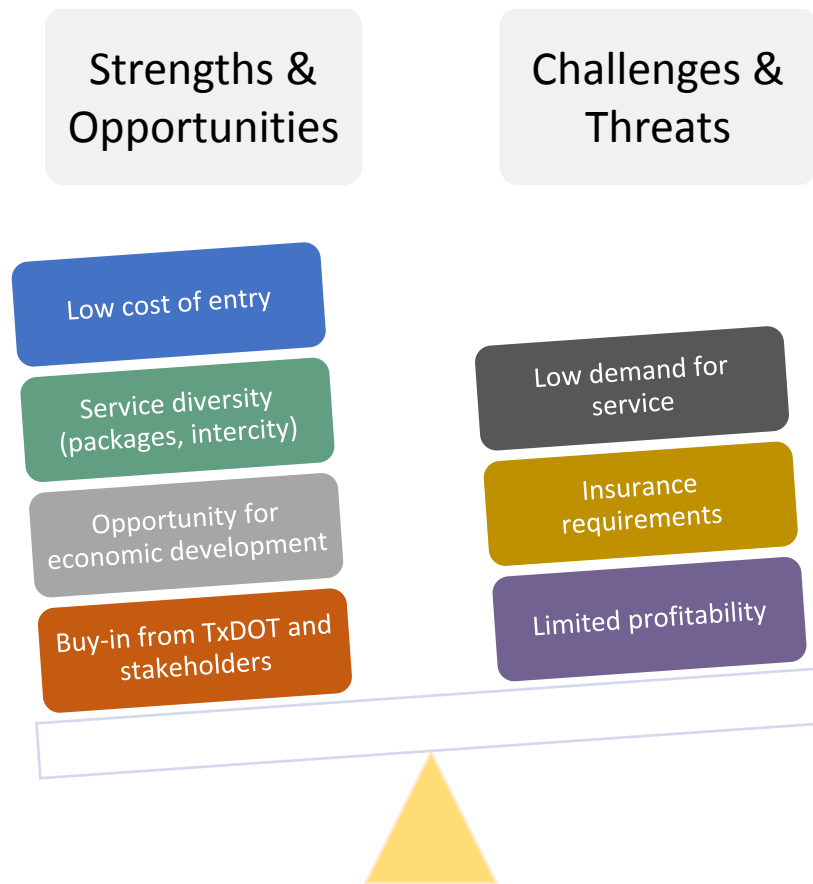 Strengths &
Opportunities
Challenges &
Threats
Low cost of entry
Service diversity
(packages, intercity)
Opportunity for
economic development
Buy-in from TxDOT and
stakeholders
Low demand for
service
Insurance
requirements
Limited profitability